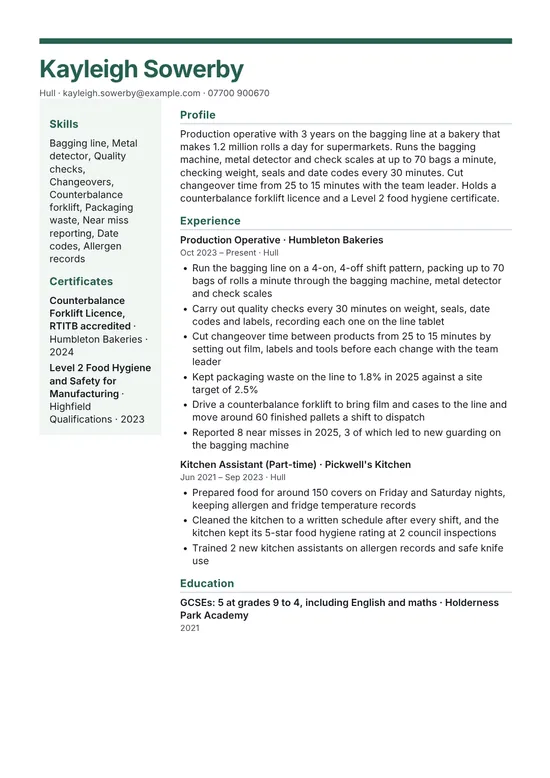 Kayleigh Sowerby
Hull · kayleigh.sowerby@example.com · 07700 900670
Skills
Bagging line, Metal
detector, Quality
checks,
Changeovers,
Counterbalance
forklift, Packaging
waste, Near miss
reporting, Date
codes, Allergen
records
Certificates
Counterbalance
Forklift Licence,
RTITB accredited ·
Humbleton Bakeries ·
2024
Level 2 Food Hygiene
and Safety for
Manufacturing ·
Highfield
Qualifications · 2023
Profile
Production operative with 3 years on the bagging line at a bakery that
makes 1.2 million rolls a day for supermarkets. Runs the bagging
machine, metal detector and check scales at up to 70 bags a minute,
checking weight, seals and date codes every 30 minutes. Cut
changeover time from 25 to 15 minutes with the team leader. Holds a
counterbalance forklift licence and a Level 2 food hygiene certificate.
Experience
Production Operative · Humbleton Bakeries
Oct 2023 – Present · Hull
• Run the bagging line on a 4-on, 4-off shift pattern, packing up to 70
bags of rolls a minute through the bagging machine, metal detector
and check scales
• Carry out quality checks every 30 minutes on weight, seals, date
codes and labels, recording each one on the line tablet
• Cut changeover time between products from 25 to 15 minutes by
setting out film, labels and tools before each change with the team
leader
• Kept packaging waste on the line to 1.8% in 2025 against a site
target of 2.5%
• Drive a counterbalance forklift to bring film and cases to the line and
move around 60 finished pallets a shift to dispatch
• Reported 8 near misses in 2025, 3 of which led to new guarding on
the bagging machine
Kitchen Assistant (Part-time) · Pickwell's Kitchen
Jun 2021 – Sep 2023 · Hull
• Prepared food for around 150 covers on Friday and Saturday nights,
keeping allergen and fridge temperature records
• Cleaned the kitchen to a written schedule after every shift, and the
kitchen kept its 5-star food hygiene rating at 2 council inspections
• Trained 2 new kitchen assistants on allergen records and safe knife
use
Education
GCSEs: 5 at grades 9 to 4, including English and maths · Holderness
Park Academy
2021